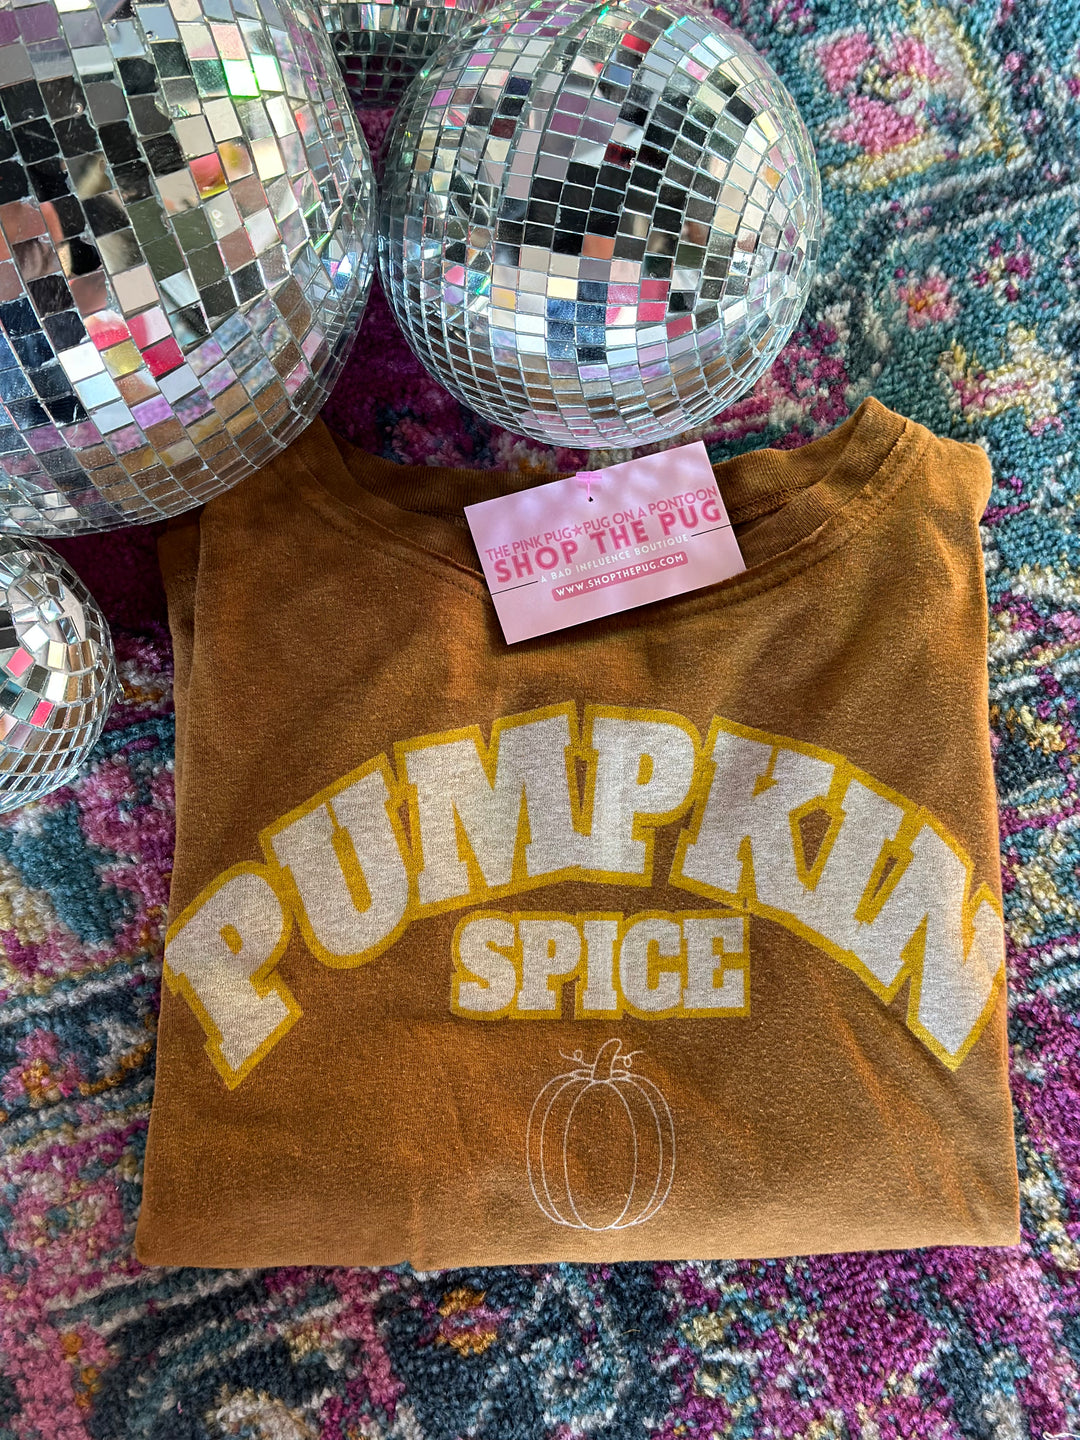 THE PINK PUG★PUG ON A PONTOON
SHOP THE PUG
A BAD INFLUENCE BOUTIQUE
WWW.SHOPTHEPUG.COM
PUMPKIN
SPICE